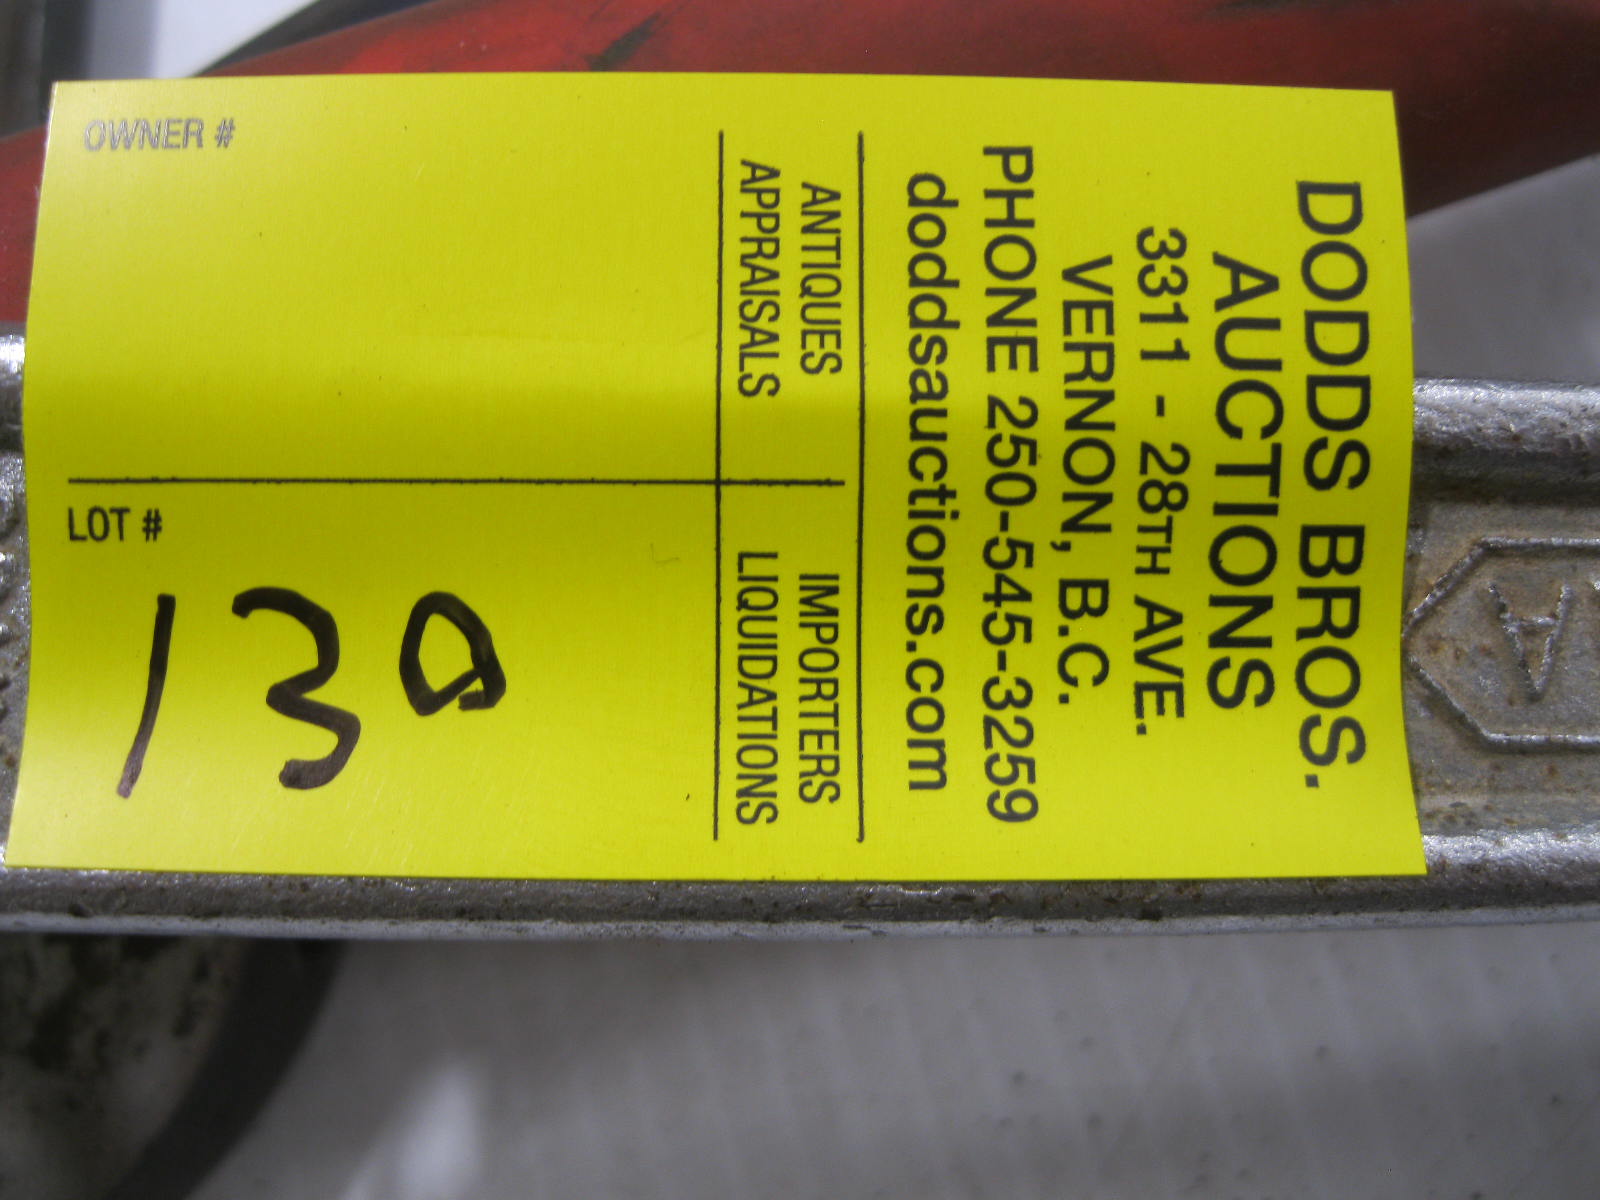 DODDS BROS.
AUCTIONS
3311 - 28TH AVE.
VERNON, B.C.
PHONE 250-545-3259
doddsauctions.com
ANTIQUES
APPRAISALS
IMPORTERS
LIQUIDATIONS
OWNER #
LOT #
130
A